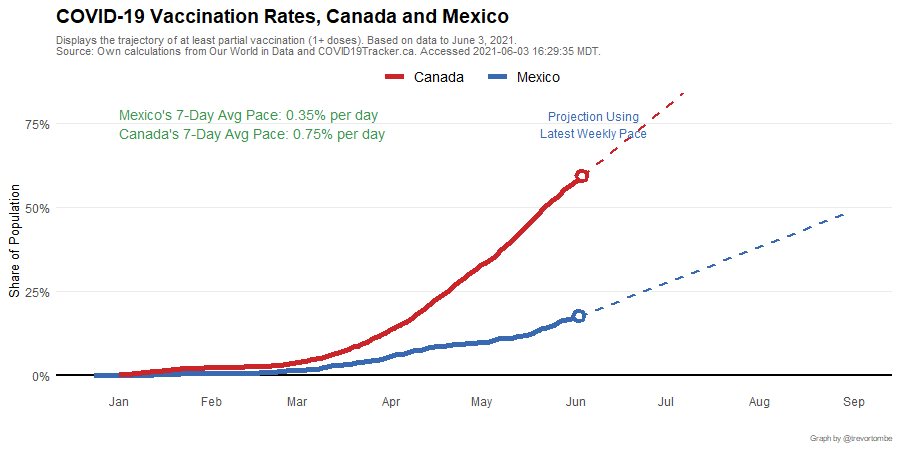 COVID-19 Vaccination Rates, Canada and Mexico
Displays the trajectory of at least partial vaccination (1+ doses). Based on data to June 3, 2021.
Source: Own calculations from Our World in Data and COVID19Tracker.ca. Accessed 2021-06-03 16:29:35 MDT.
Canada Mexico
Mexico's 7-Day Avg Pace: 0.35% per day
Canada's 7-Day Avg Pace: 0.75% per day
Projection Using
Latest Weekly Pace
Share of Population
75%
50%
25%
0%
Jan Feb Mar Apr May Jun Jul Aug Sep
Graph by @trevortombe